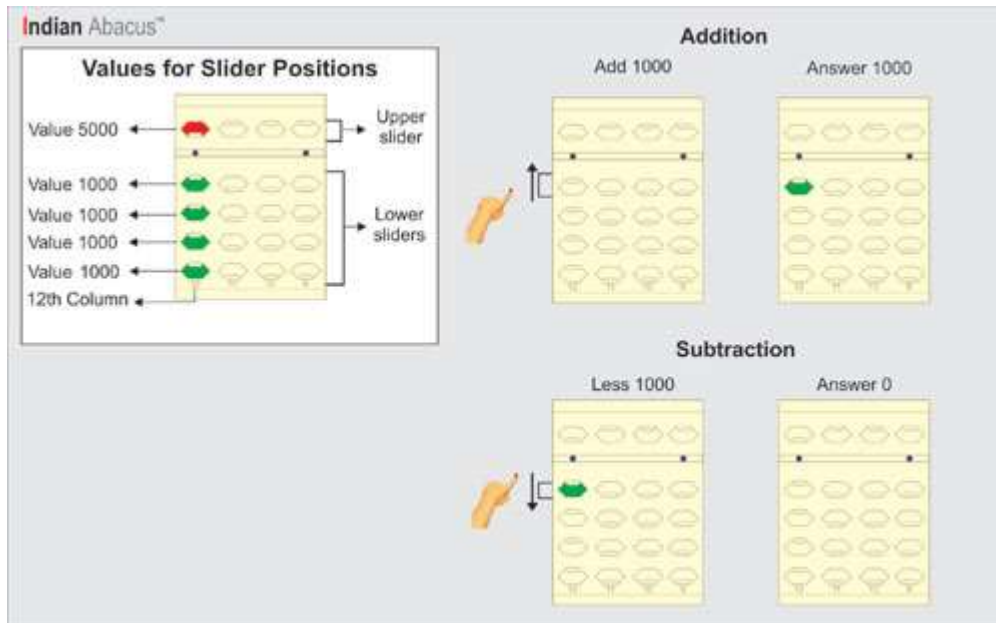 Indian Abacus™
Values for Slider Positions
Value 5000
Upper
slider
Value 1000
Value 1000
Value 1000
Value 1000
Lower
sliders
12th Column
Addition
Add 1000
Answer 1000
Subtraction
Less 1000
Answer 0